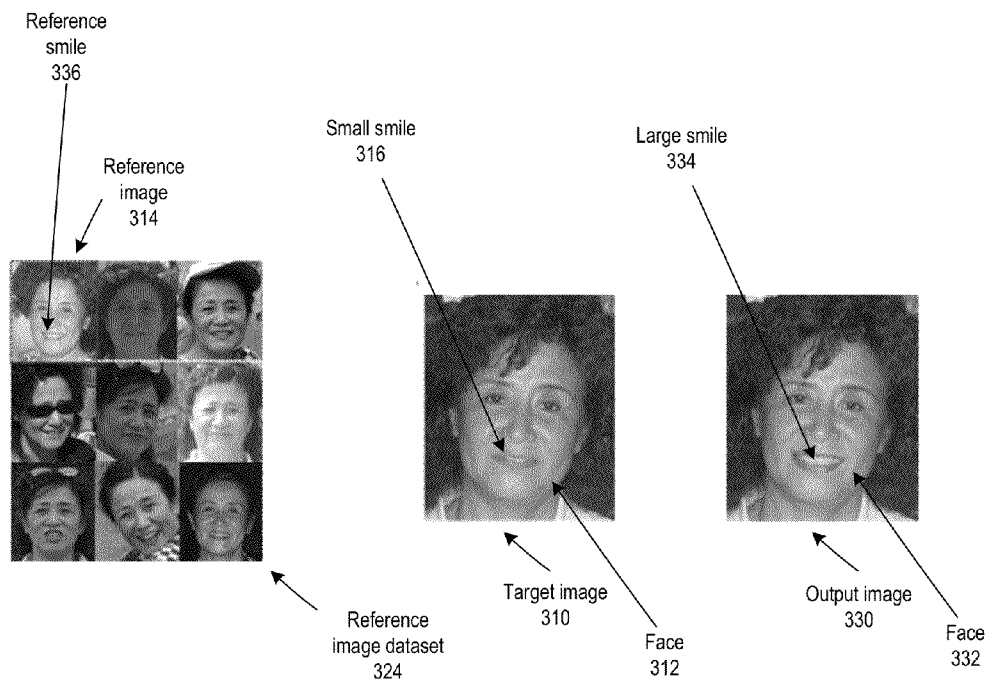 Reference
smile
336
Reference
image
314
Small smile
316
Large smile
334
Target image
310
Output image
330
Reference
image dataset
324
Face
312
Face
332